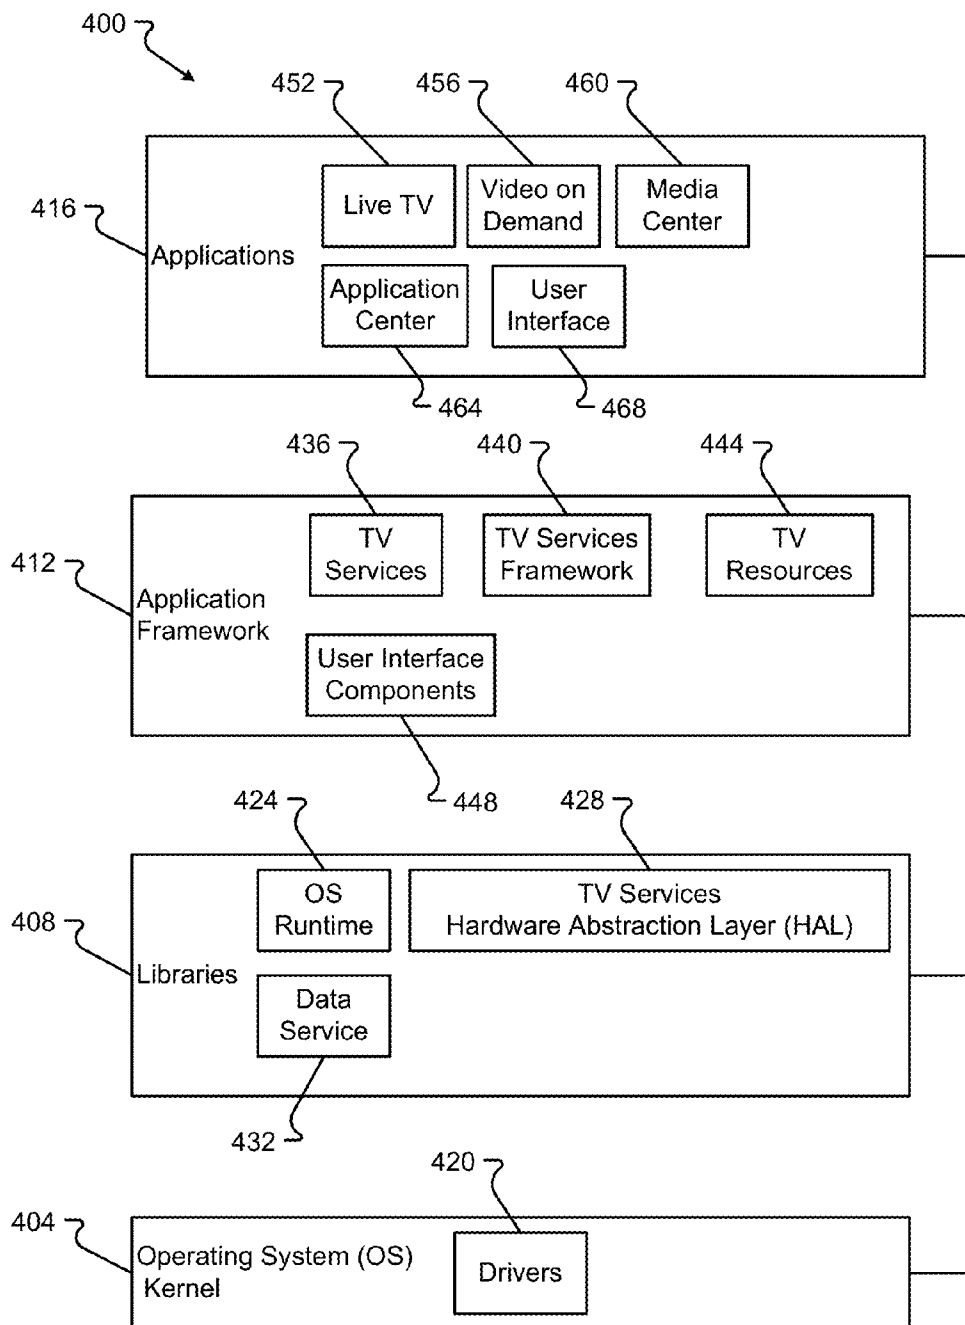 400
452
456
460
416
Applications
Live TV
Video on
Demand
Media
Center
Application
Center
User
Interface
464
468
436
440
444
412
Application
Framework
TV
Services
TV Services
Framework
TV
Resources
User Interface
Components
448
424
428
408
Libraries
OS
Runtime
TV Services
Hardware Abstraction Layer (HAL)
Data
Service
432
420
404
Operating System (OS)
Kernel
Drivers